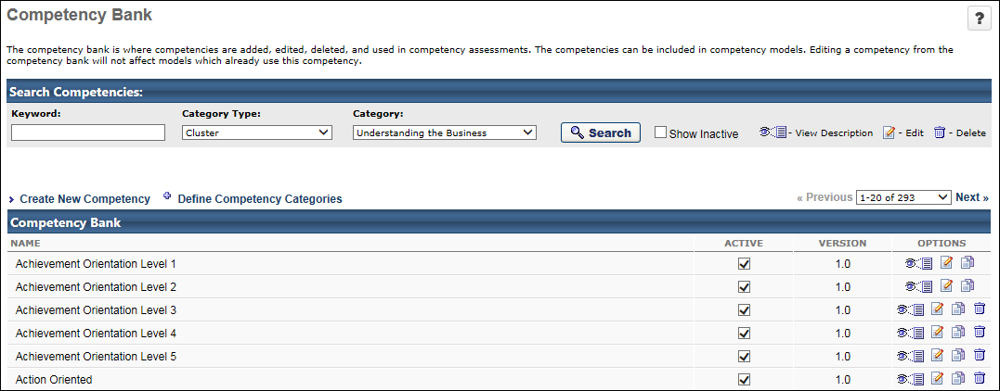 Competency Bank
?
The competency bank is where competencies are added, edited, deleted, and used in competency assessments. The competencies can be included in competency models. Editing a competency from the
competency bank will not affect models which already use this competency.
Search Competencies:
Keyword: Category Type: Category:
Cluster Understanding the Business Search Show Inactive - View Description - Edit - Delete
Create New Competency Define Competency Categories « Previous 1-20 of 293 Next »
Competency Bank
NAME ACTIVE VERSION OPTIONS
Achievement Orientation Level 1 1.0
Achievement Orientation Level 2 1.0
Achievement Orientation Level 3 1.0
Achievement Orientation Level 4 1.0
Achievement Orientation Level 5 1.0
Action Oriented 1.0